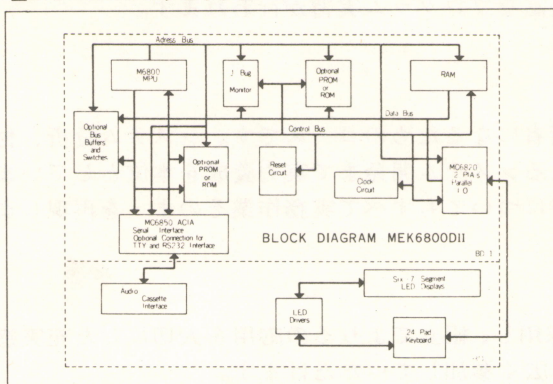 Adress Bus
M6800
MPU
J Bug
Monitor
Optional
PROM
or
ROM
RAM
Data Bus
Optional
Bus
Buffers
and
Switches
Control Bus
Optional
PROM
or
ROM
Reset
Circuit
Clock
Circuit
MC6820
2 PIA's
Parallel
I/O
MC6850 ACIA
Serial Interface
Optional Connection for
TTY and RS232 Interface
BLOCK DIAGRAM MEK6800DII
BD 1
Audio
Cassette
Interface
Six 7 Segment
LED Displays
LED
Drivers
24 Pad
Keyboard